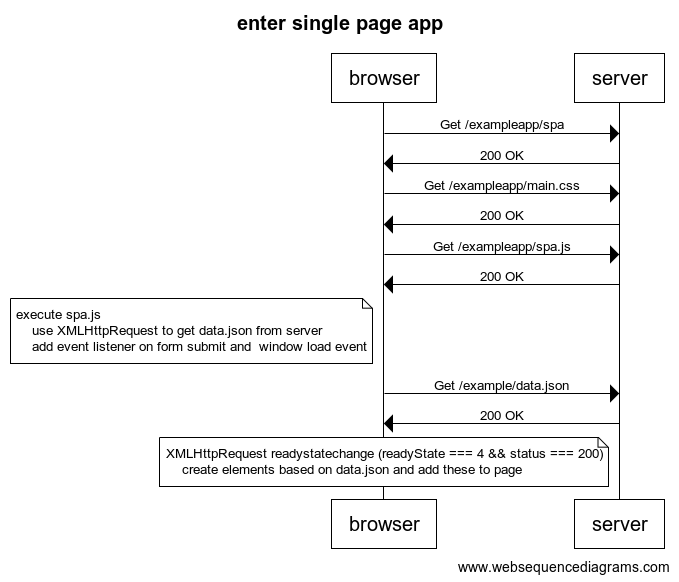 enter single page app
browser
server
Get /exampleapp/spa
200 OK
Get /exampleapp/main.css
200 OK
Get /exampleapp/spa.js
200 OK
execute spa.js
use XMLHttpRequest to get data.json from server
add event listener on form submit and  window load event
Get /example/data.json
200 OK
XMLHttpRequest readystatechange (readyState === 4 && status === 200)
create elements based on data.json and add these to page
browser
server
www.websequencediagrams.com